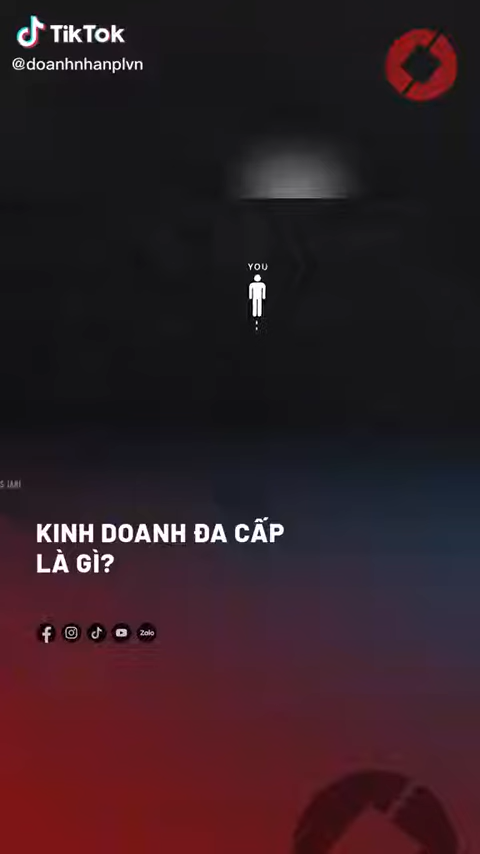 TikTok
@doanhnhanplvn
YOU
KINH DOANH ĐA CẤP
LÀ GÌ?
Zalo